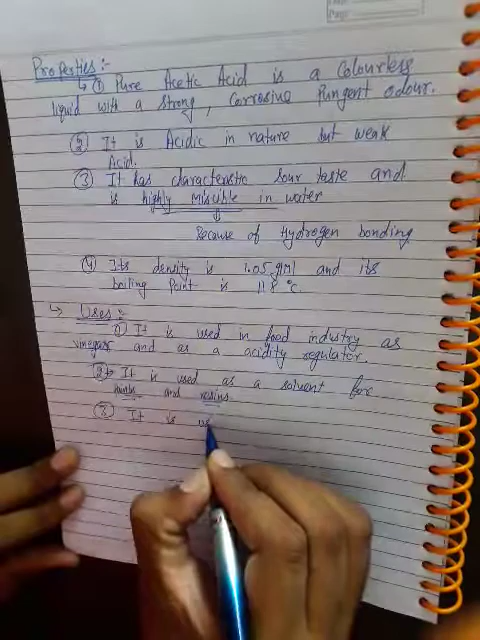 Page
Properties:-
↳ ① Pure Acetic Acid is a Colourless
liquid with a strong, Corrosive Pungent odour.
② It is Acidic in nature but weak
Acid.
③ It has characteristic sour taste and
is highly miscible in water
Because of Hydrogen bonding
④ Its density is 1.05 g/ml and its
boiling point is 118 °C.
↳ Uses:-
① It is used in food industry as
vinegar and as a acidity regulator.
② It is used as a solvent for
and resins
③ It is us